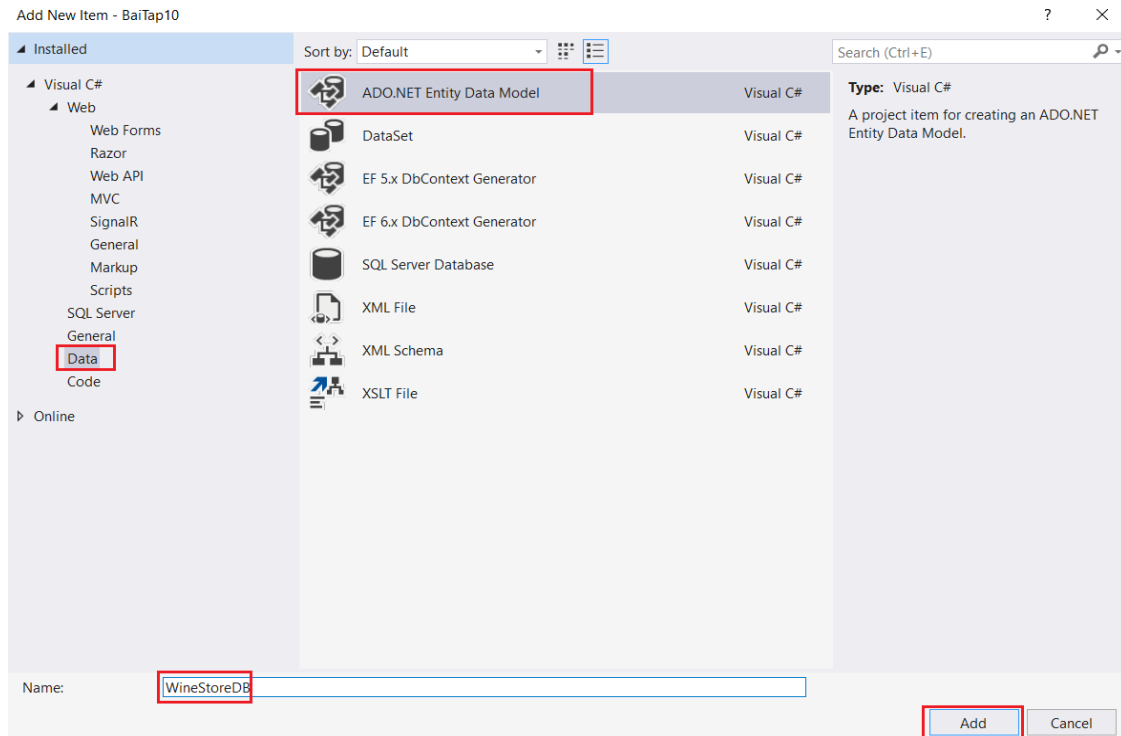 Add New Item - BaiTap10
?
Installed
Sort by: Default
Search (Ctrl+E)
Visual C#
Web
Web Forms
Razor
Web API
MVC
SignalR
General
Markup
Scripts
SQL Server
General
Data
Code
Online
ADO.NET Entity Data Model Visual C#
DataSet Visual C#
EF 5.x DbContext Generator Visual C#
EF 6.x DbContext Generator Visual C#
SQL Server Database Visual C#
XML File Visual C#
XML Schema Visual C#
XSLT File Visual C#
Type: Visual C#
A project item for creating an ADO.NET
Entity Data Model.
Name: WineStoreDB
Add Cancel